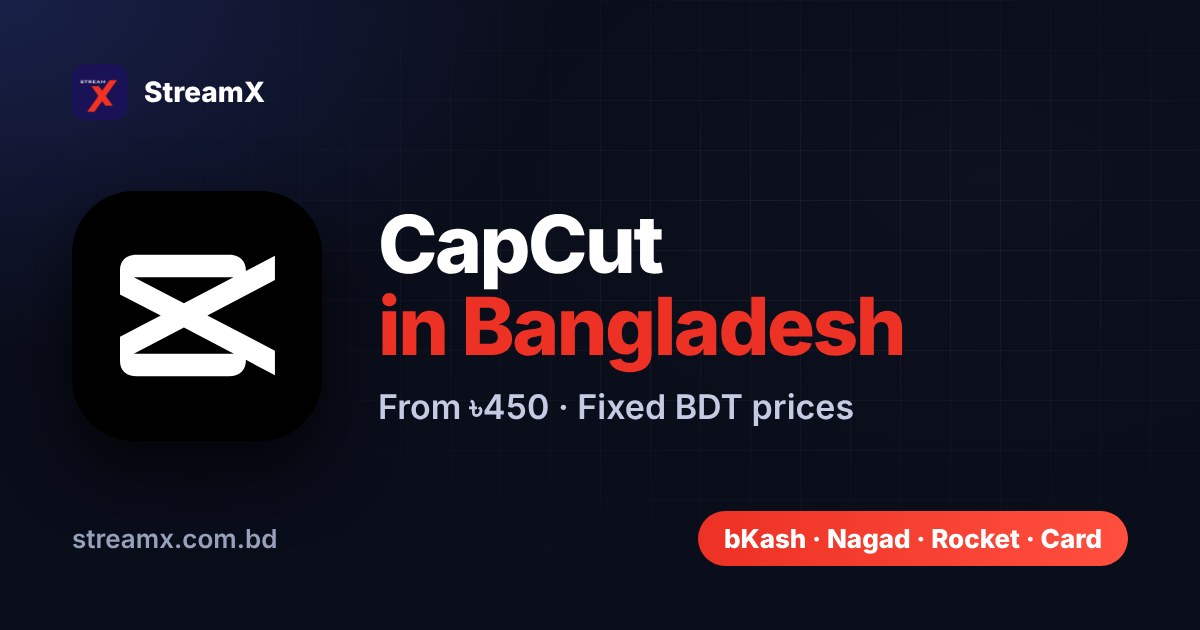 STREAM
X
StreamX
CapCut
in Bangladesh
From ৳450 · Fixed BDT prices
streamx.com.bd
bKash · Nagad · Rocket · Card